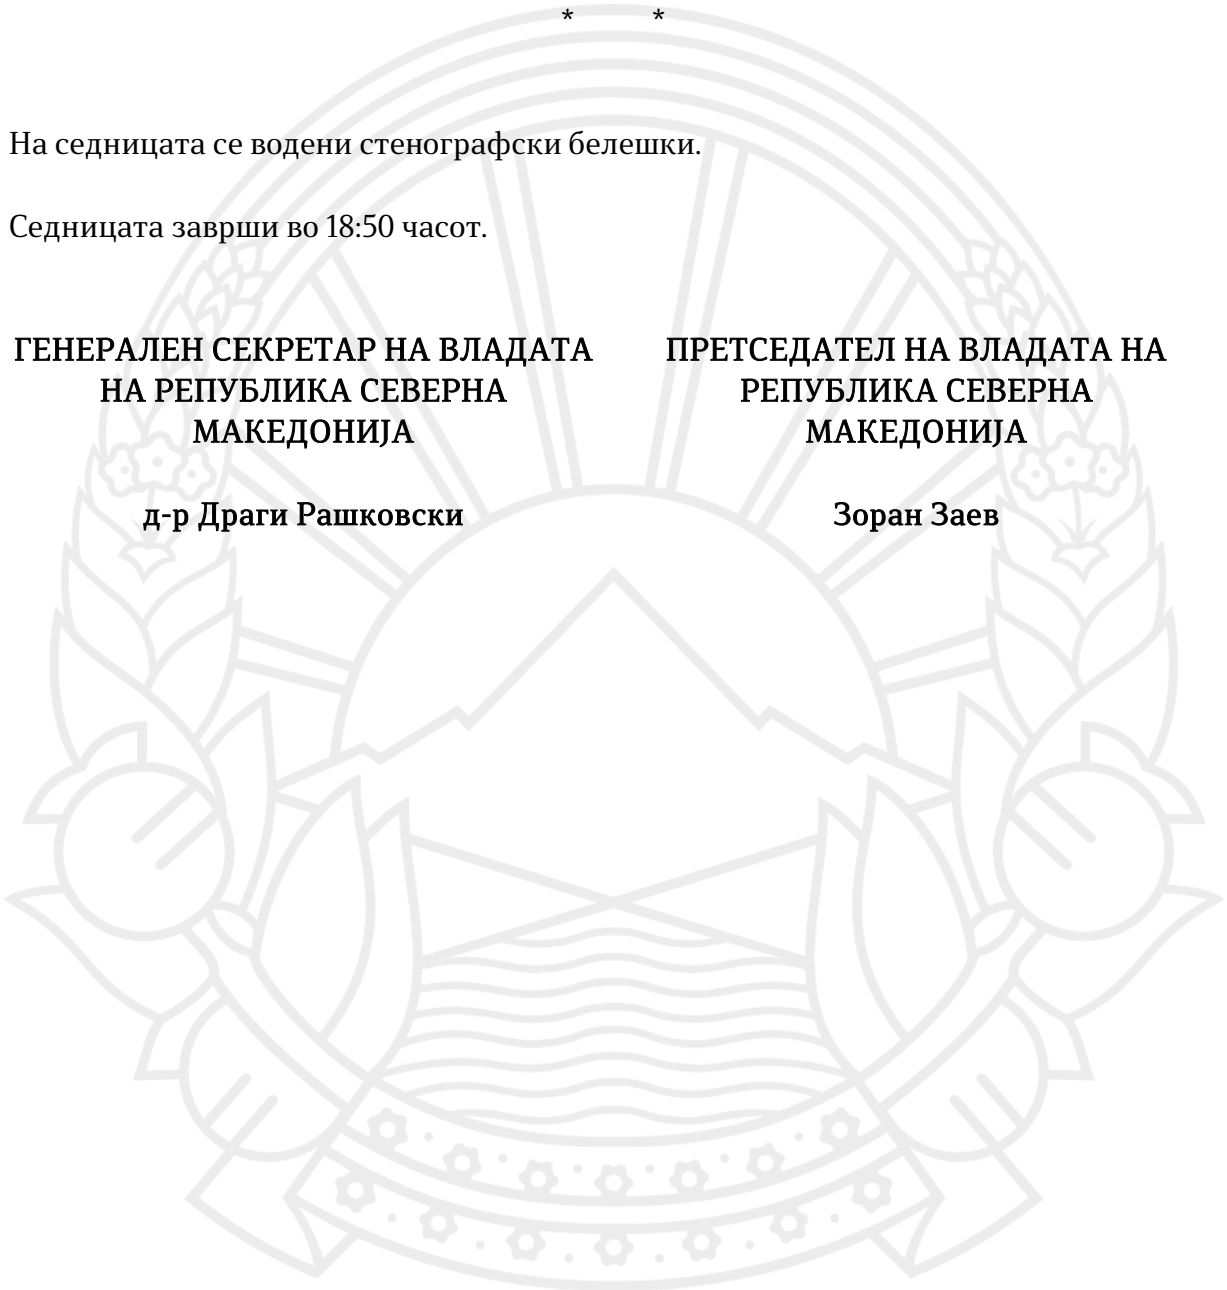 * *
На седницата се водени стенографски белешки.
Седницата заврши во 18:50 часот.
ГЕНЕРАЛЕН СЕКРЕТАР НА ВЛАДАТА
НА РЕПУБЛИКА СЕВЕРНА
МАКЕДОНИЈА
д-р Драги Рашковски
ПРЕТСЕДАТЕЛ НА ВЛАДАТА НА
РЕПУБЛИКА СЕВЕРНА
МАКЕДОНИЈА
Зоран Заев